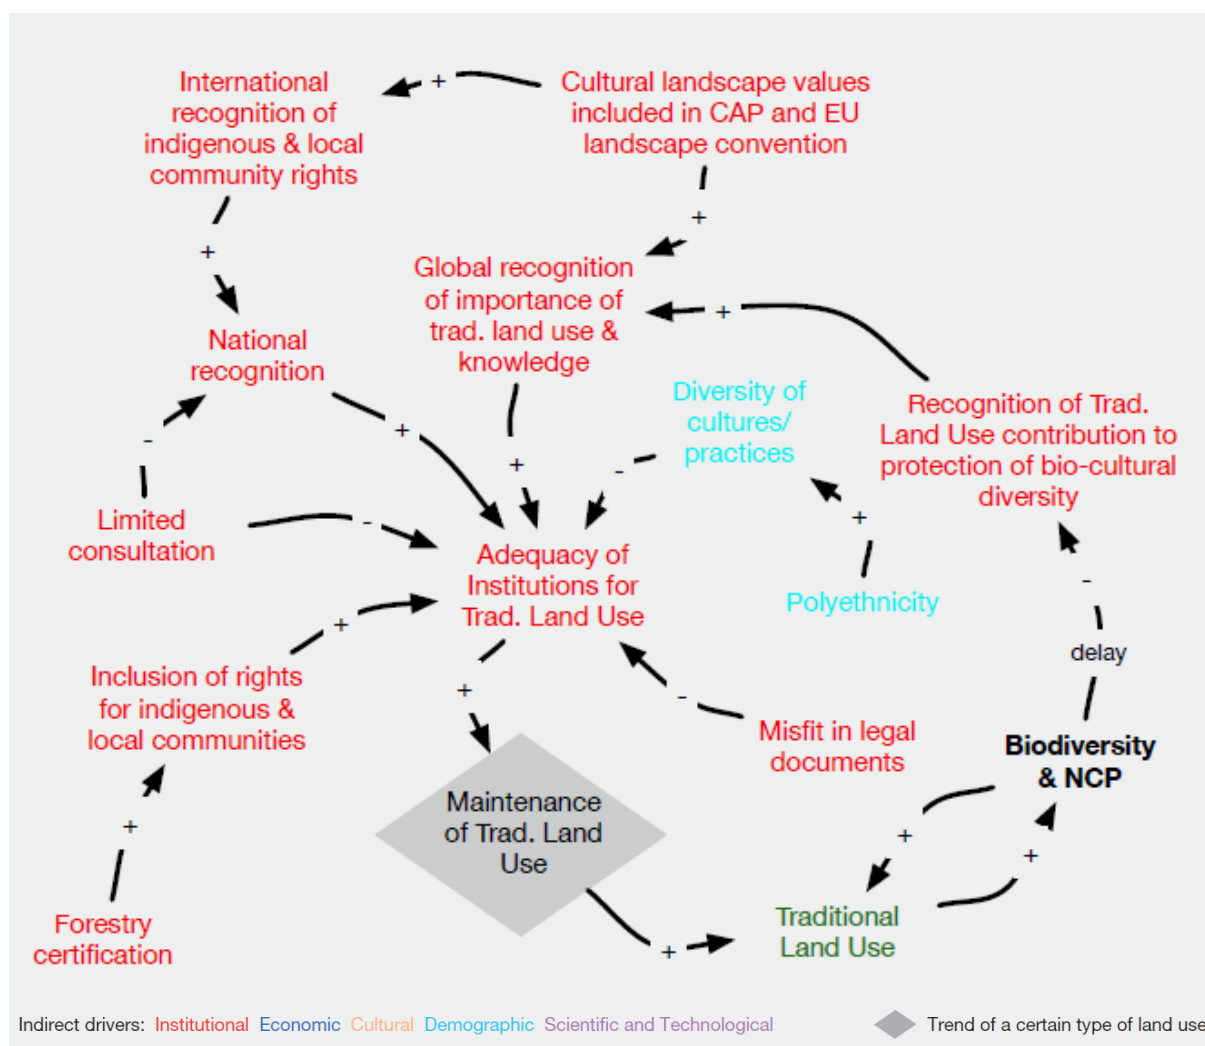 International
recognition of
indigenous & local
community rights
+
Cultural landscape values
included in CAP and EU
landscape convention
+
+
Global recognition
of importance of
trad. land use &
knowledge
+
National
recognition
Diversity of
cultures/
practices
Recognition of Trad.
Land Use contribution to
protection of bio-cultural
diversity
+
-
+
-
+
Limited
consultation
-
Adequacy of
Institutions for
Trad. Land Use
Polyethnicity
-
delay
+
Inclusion of rights
for indigenous &
local communities
+
-
Misfit in legal
documents
Biodiversity
& NCP
Maintenance
of Trad. Land
Use
+
+
+
Forestry
certification
+
Traditional
Land Use
Indirect drivers: Institutional Economic Cultural Demographic Scientific and Technological
Trend of a certain type of land use